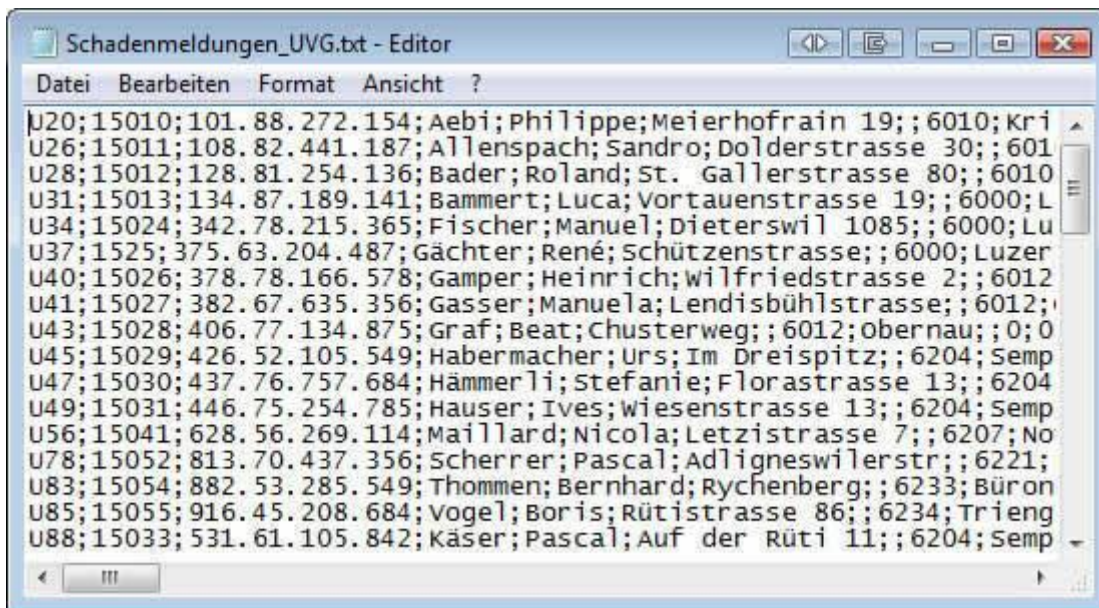 Schadenmeldungen_UVG.txt - Editor
Datei Bearbeiten Format Ansicht ?
U20;15010;101.88.272.154;Aebi;Philippe;Meierhofrain 19;;6010;Kri
U26;15011;108.82.441.187;Allenspach;Sandro;Dolderstrasse 30;;601
U28;15012;128.81.254.136;Bader;Roland;St. Gallerstrasse 80;;6010
U31;15013;134.87.189.141;Bammert;Luca;Vortauenstrasse 19;;6000;L
U34;15024;342.78.215.365;Fischer;Manuel;Dieterswil 1085;;6000;Lu
U37;1525;375.63.204.487;Gächter;René;Schützenstrasse;;6000;Luzer
U40;15026;378.78.166.578;Gamper;Heinrich;Wilfriedstrasse 2;;6012
U41;15027;382.67.635.356;Gasser;Manuela;Lendisbühlstrasse;;6012;
U43;15028;406.77.134.875;Graf;Beat;Chusterweg;;6012;Obernau;;0;0
U45;15029;426.52.105.549;Habermacher;Urs;Im Dreispitz;;6204;Semp
U47;15030;437.76.757.684;Hämmerli;Stefanie;Florastrasse 13;;6204
U49;15031;446.75.254.785;Hauser;Ives;Wiesenstrasse 13;;6204;Semp
U56;15041;628.56.269.114;Maillard;Nicola;Letzistrasse 7;;6207;No
U78;15052;813.70.437.356;Scherrer;Pascal;Adligneswilerstr;;6221;
U83;15054;882.53.285.549;Thommen;Bernhard;Rychenberg;;6233;Büron
U85;15055;916.45.208.684;Vogel;Boris;Rütistrasse 86;;6234;Trieng
U88;15033;531.61.105.842;Käser;Pascal;Auf der Rüti 11;;6204;Semp